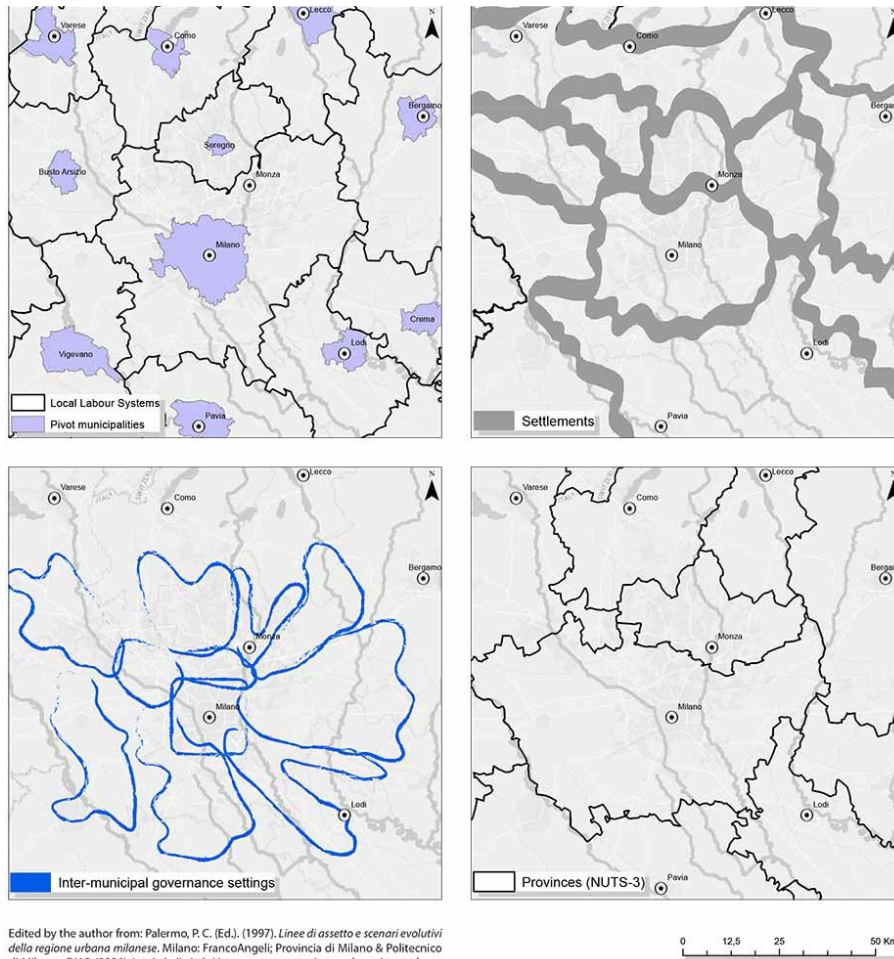 N
Varese
Como
Lecco
Bergamo
Seregno
Busto Arsizio
Monza
Milano
Crema
Lodi
Vigevano
Pavia
Local Labour Systems
Pivot municipalities
N
Varese
Como
Lecco
Berga
Monza
Milano
Lodi
Pavia
Settlements
N
Varese
Como
Lecco
ITALY
SWITZERL
Bergamo
Monza
Milano
Lodi
Inter-municipal governance settings
N
Varese
Como
Lecco
Berga
Monza
Milano
Lodi
Pavia
Provinces (NUTS-3)
Edited by the author from: Palermo, P. C. (Ed.). (1997). Linee di assetto e scenari evolutivi
della regione urbana milanese. Milano: FrancoAngeli; Provincia di Milano & Politecnico
0 12,5 25 50 Km